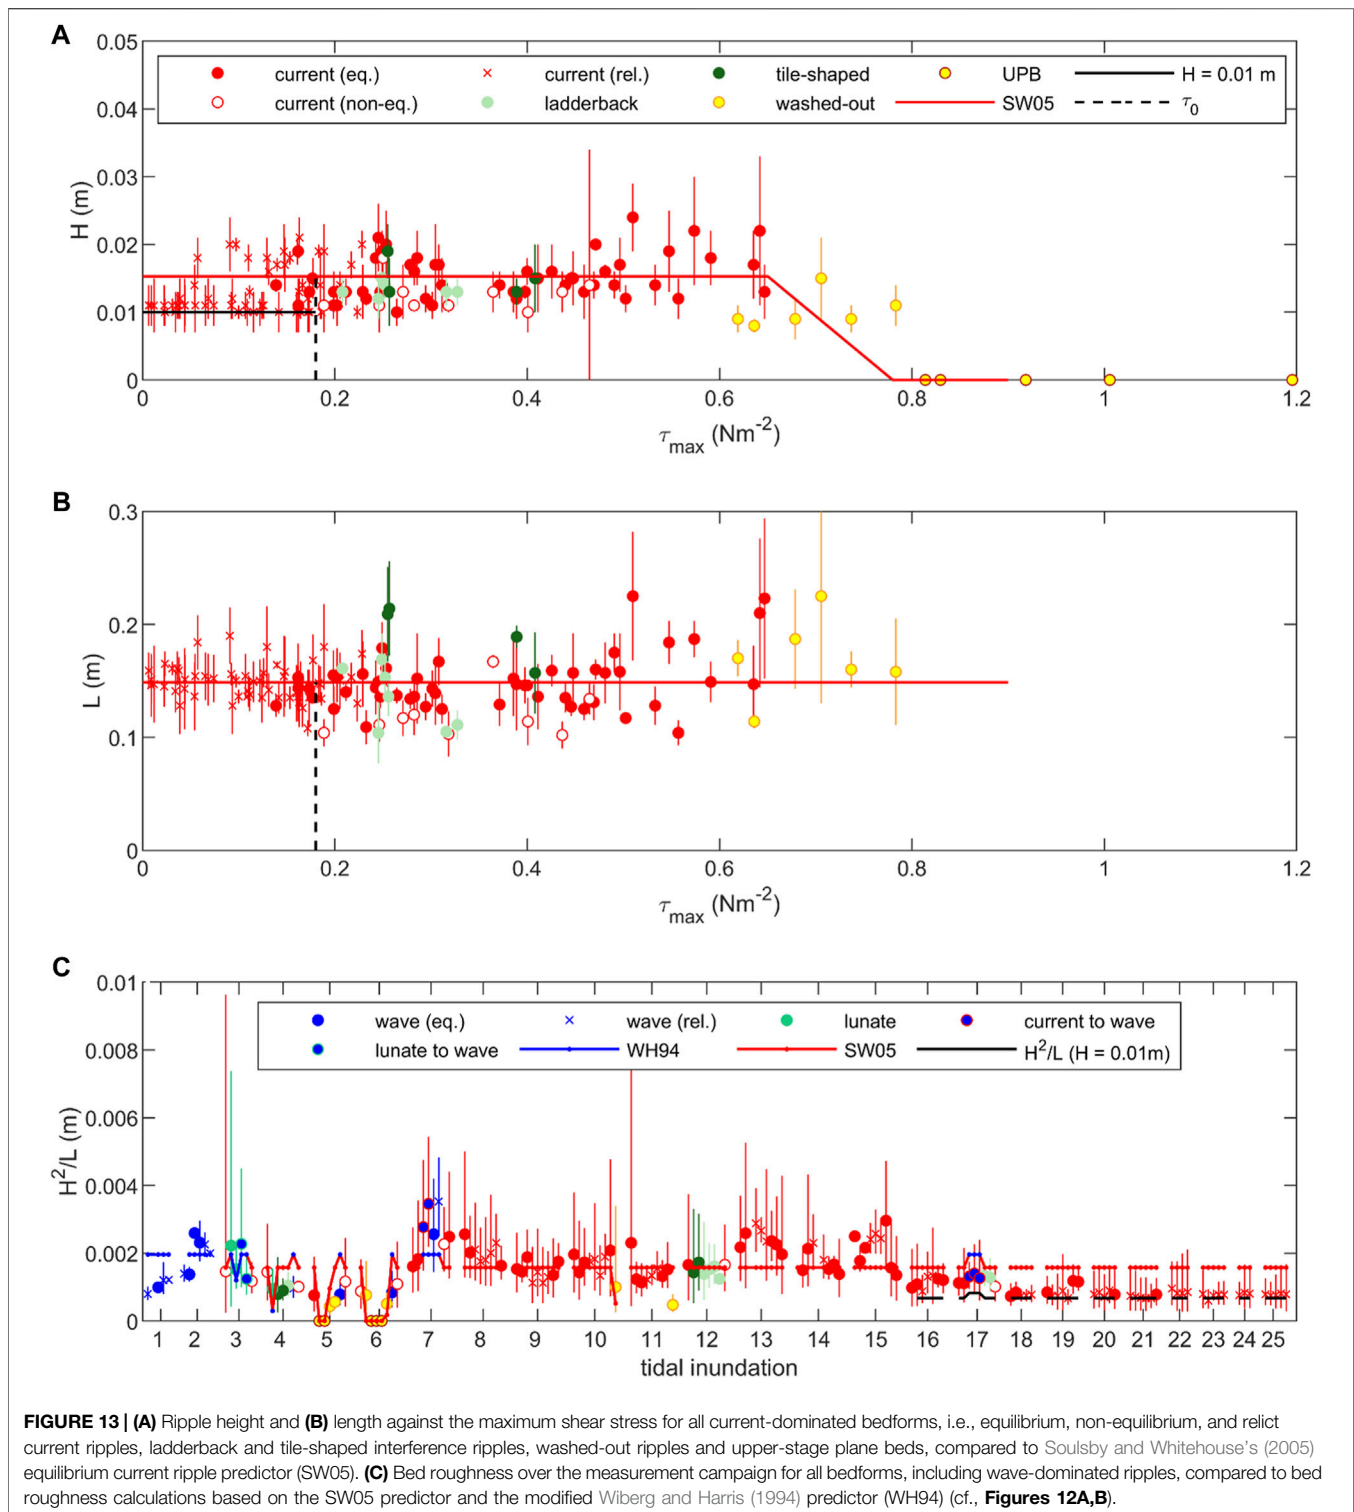 A
0.05
0.04
0.03
0.02
0.01
0
H (m)
current (eq.) current (rel.) tile-shaped UPB H = 0.01 m
current (non-eq.) ladderback washed-out SW05 τ0
0 0.2 0.4 0.6 0.8 1 1.2
τmax (Nm-2)
B
0.3
0.2
0.1
0
L (m)
0 0.2 0.4 0.6 0.8 1 1.2
τmax (Nm-2)
C
0.01
0.008
0.006
0.004
0.002
0
H2/L (m)
wave (eq.) wave (rel.) lunate current to wave
lunate to wave WH94 SW05 H2/L (H = 0.01m)
1 2 3 4 5 6 7 8 9 10 11 12 13 14 15 16 17 18 19 20 21 22 23 24 25
tidal inundation
FIGURE 13 | (A) Ripple height and (B) length against the maximum shear stress for all current-dominated bedforms, i.e., equilibrium, non-equilibrium, and relict
current ripples, ladderback and tile-shaped interference ripples, washed-out ripples and upper-stage plane beds, compared to Soulsby and Whitehouse's (2005)
equilibrium current ripple predictor (SW05). (C) Bed roughness over the measurement campaign for all bedforms, including wave-dominated ripples, compared to bed
roughness calculations based on the SW05 predictor and the modified Wiberg and Harris (1994) predictor (WH94) (cf., Figures 12A,B).